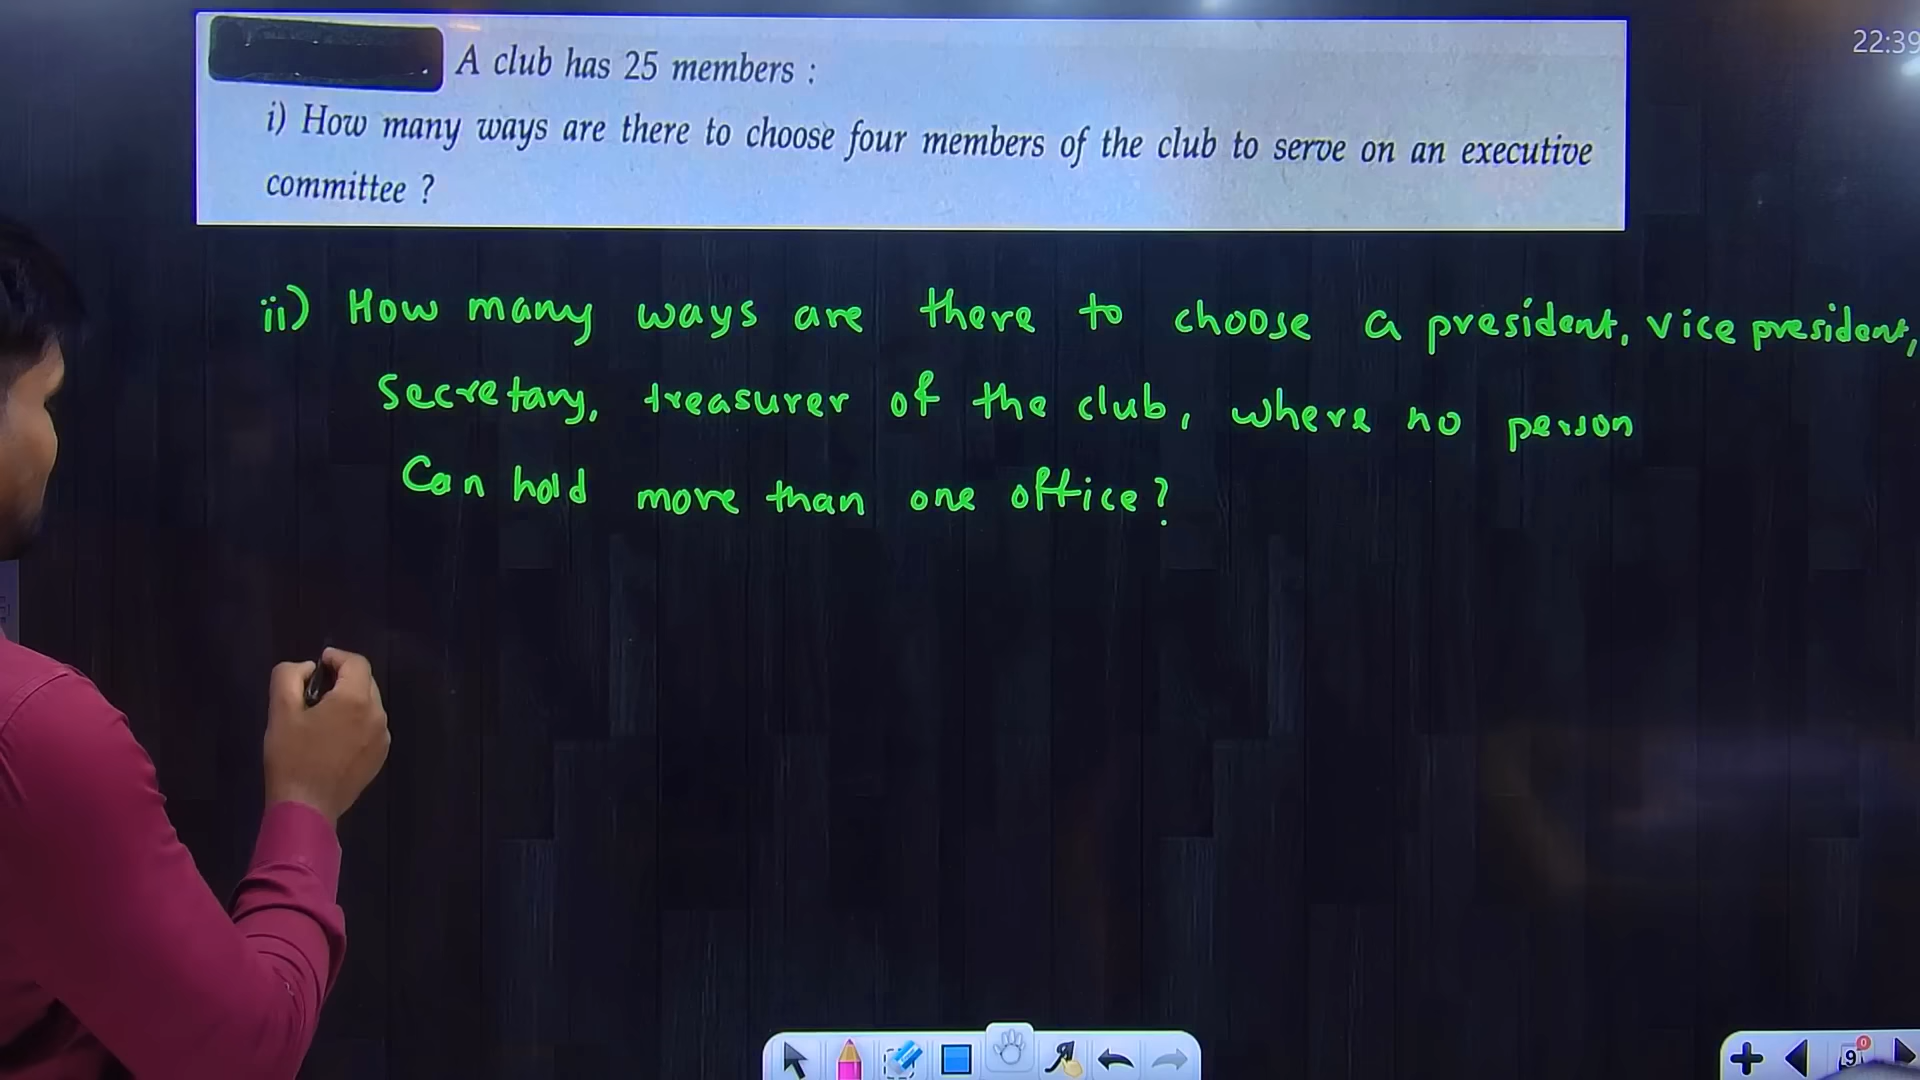 22:39
A club has 25 members :
i) How many ways are there to choose four members of the club to serve on an executive
committee ?
ii) How many ways are there to choose a president, vice president,
Secretary, treasurer of the club, where no person
Can hold more than one office?
9
0